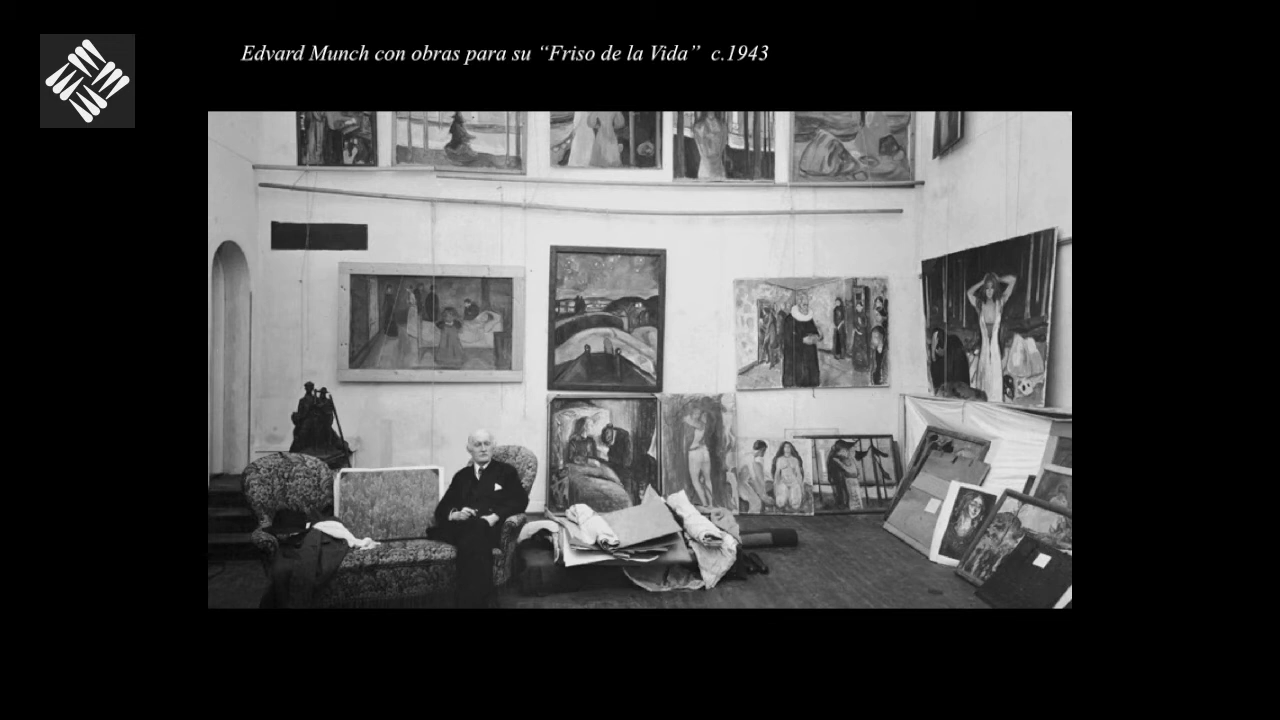 Edvard Munch con obras para su “Friso de la Vida” c.1943